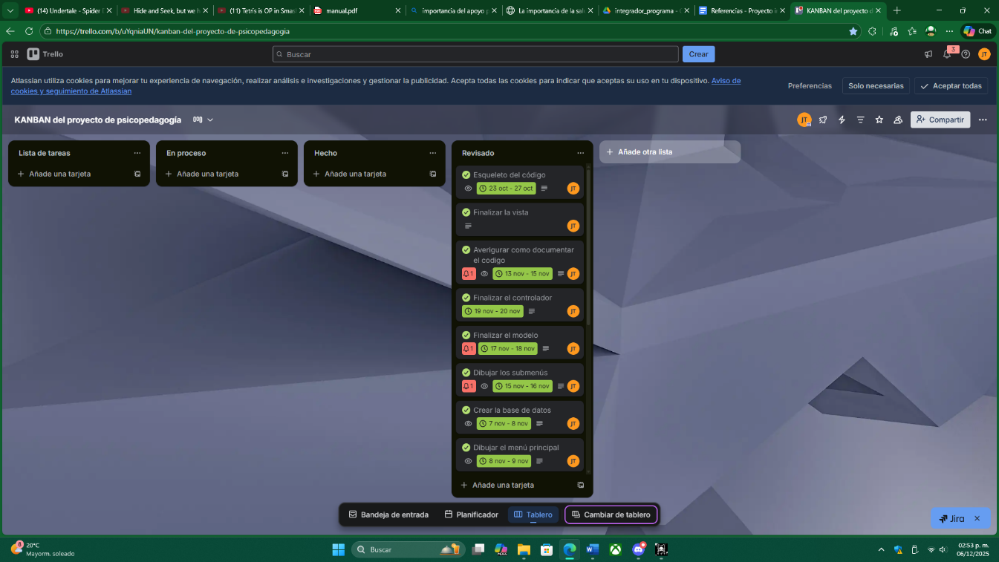 (14) Undertale - Spider D
Hide and Seek, but we h
(11) Tetris is OP in Smash
manual.pdf
importancia del apoyo p
La importancia de la salu
integrador_programa - G
Referencias - Proyecto in
KANBAN del proyecto d
https://trello.com/b/uYqniaUN/kanban-del-proyecto-de-psicopedagogia
Chat
Trello
Buscar
Crear
3
JT
Atlassian utiliza cookies para mejorar tu experiencia de navegación, realizar análisis e investigaciones y gestionar la publicidad. Acepta todas las cookies para indicar que aceptas su uso en tu dispositivo. Aviso de
cookies y seguimiento de Atlassian
Preferencias
Solo necesarias
Aceptar todas
KANBAN del proyecto de psicopedagogía
JT
Compartir
Lista de tareas
Añade una tarjeta
En proceso
Añade una tarjeta
Hecho
Añade una tarjeta
Revisado
Esqueleto del código
23 oct - 27 oct
JT
Finalizar la vista
JT
Averigurar como documentar
el codigo
1
13 nov - 15 nov
JT
Finalizar el controlador
19 nov - 20 nov
JT
Finalizar el modelo
1
17 nov - 18 nov
JT
Dibujar los submenús
1
15 nov - 16 nov
JT
Crear la base de datos
7 nov - 8 nov
JT
Dibujar el menú principal
8 nov - 9 nov
JT
Añade una tarjeta
Añade otra lista
Bandeja de entrada
Planificador
Tablero
Cambiar de tablero
Jira
8
20°C
Mayorm. soleado
Buscar
02:53 p. m.
06/12/2025